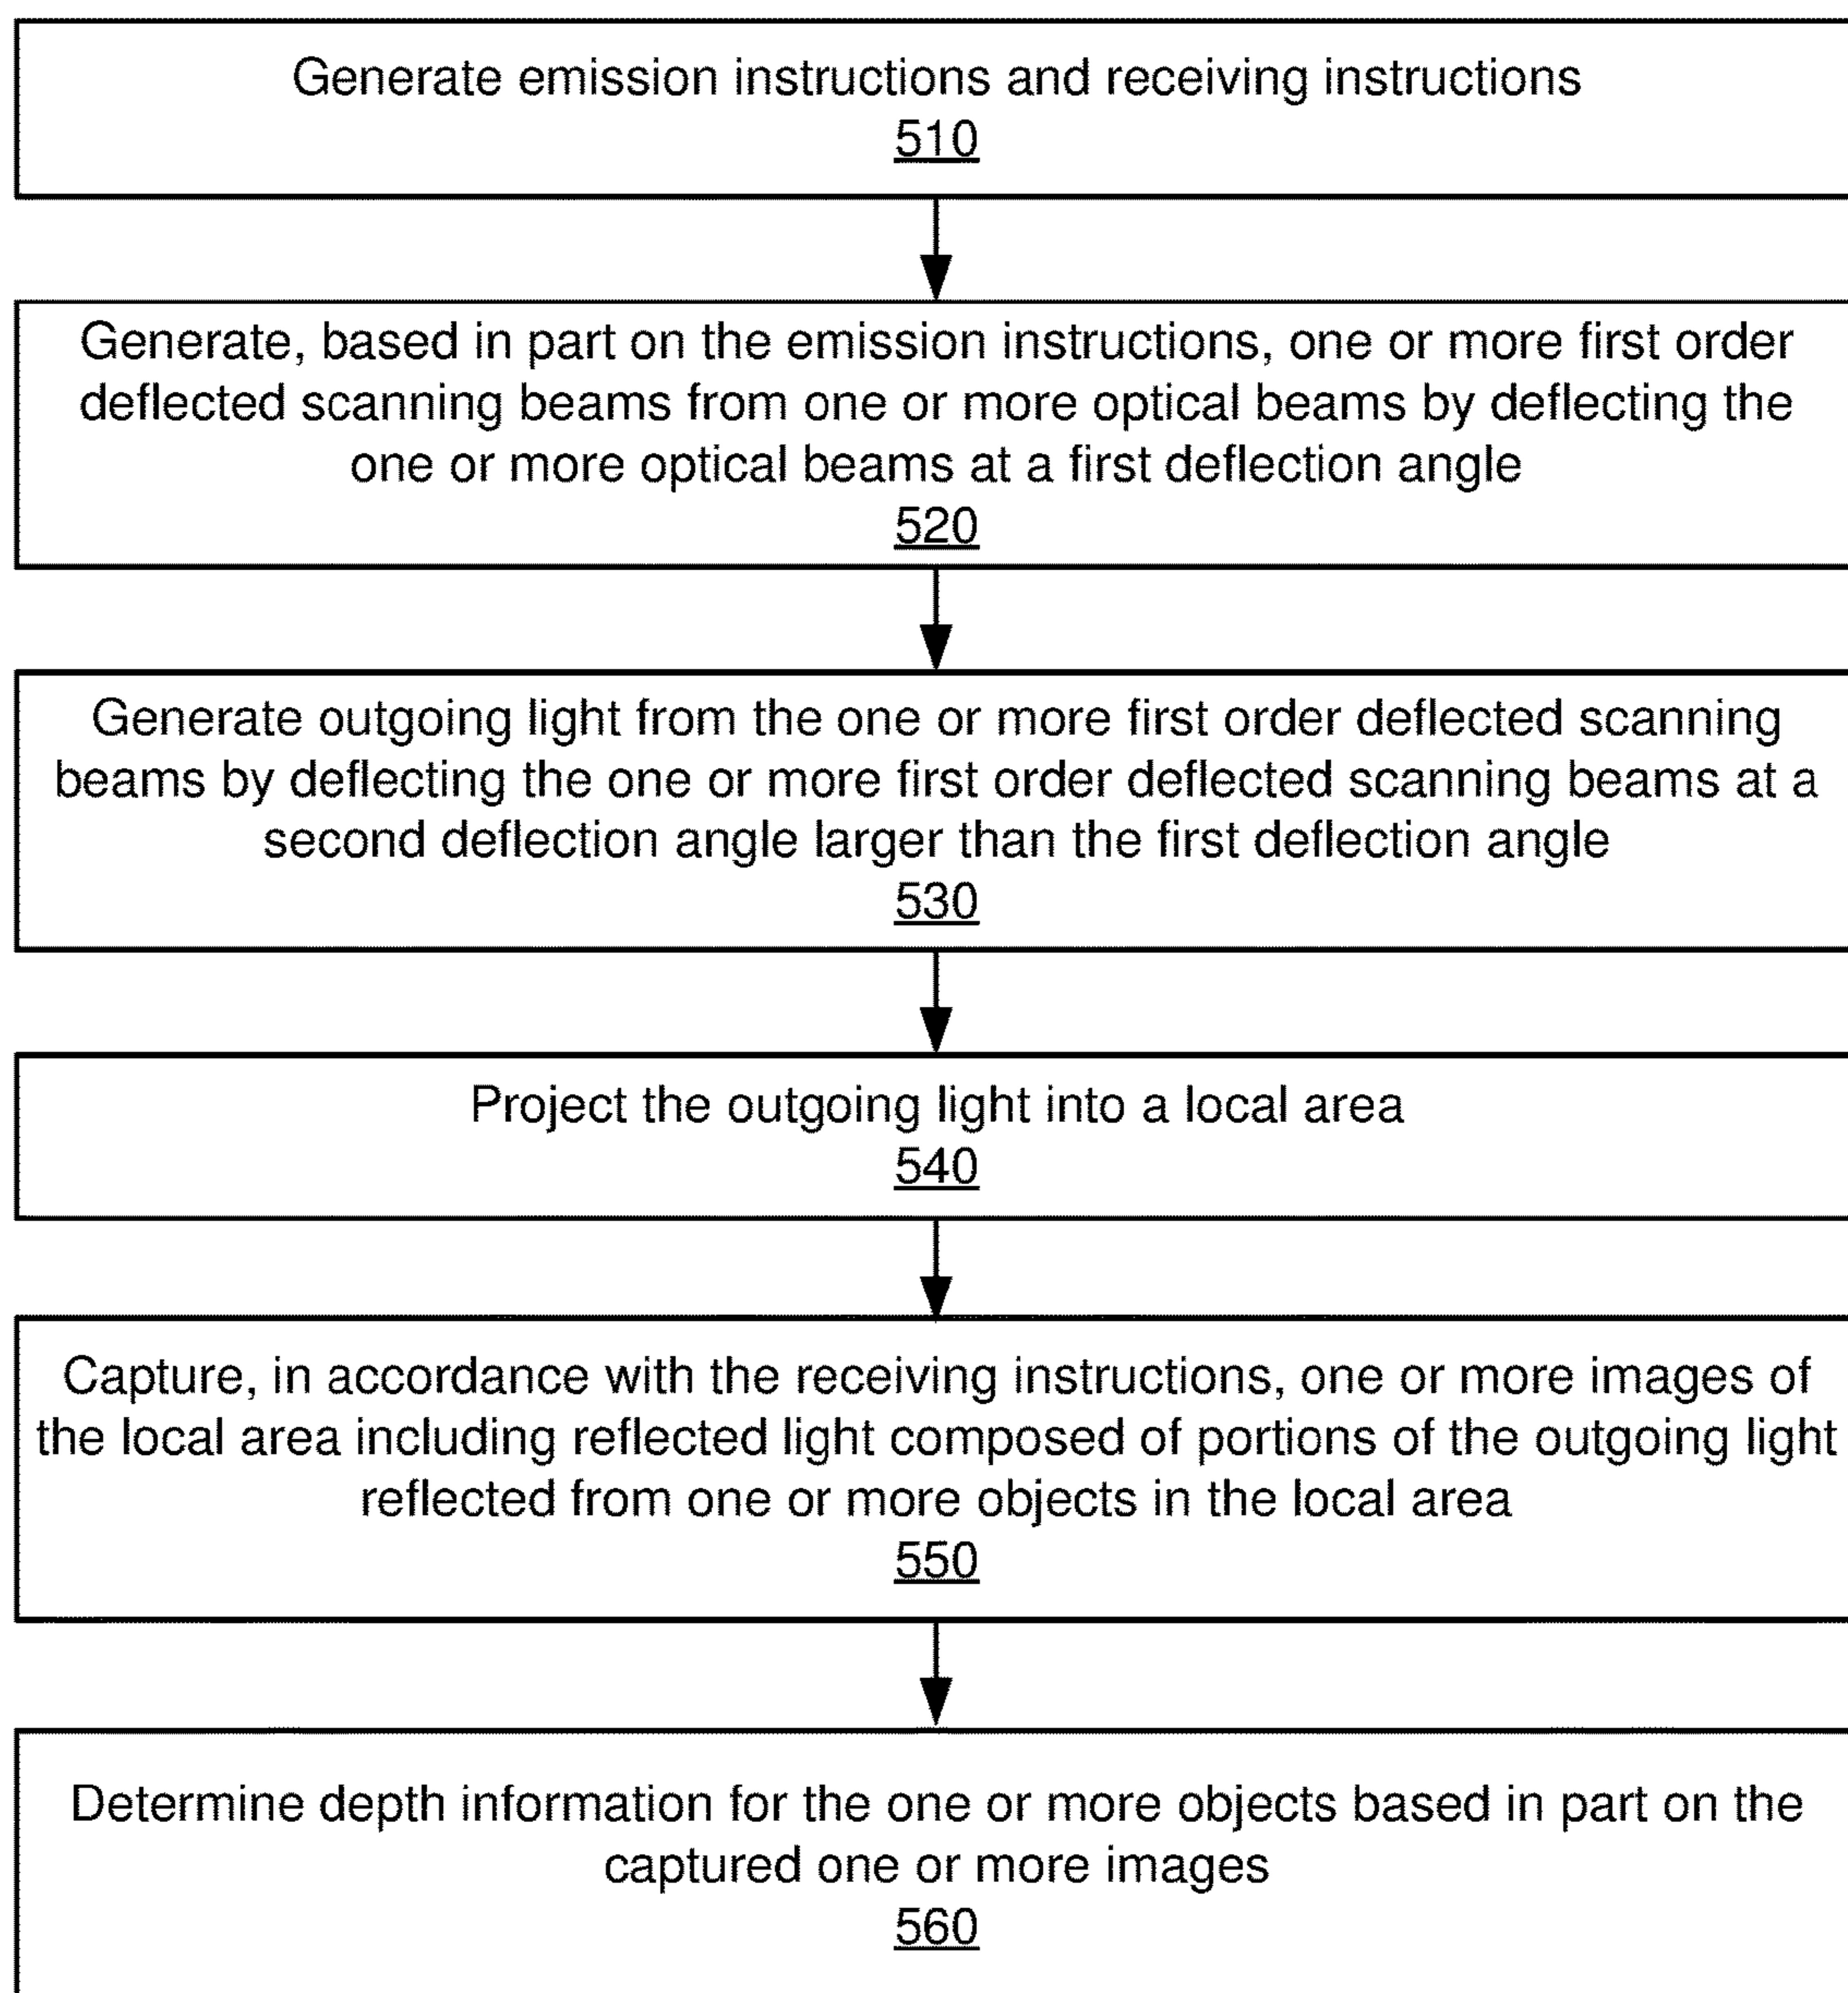 Generate emission instructions and receiving instructions
510
Generate, based in part on the emission instructions, one or more first order
deflected scanning beams from one or more optical beams by deflecting the
one or more optical beams at a first deflection angle
520
Generate outgoing light from the one or more first order deflected scanning
beams by deflecting the one or more first order deflected scanning beams at a
second deflection angle larger than the first deflection angle
530
Project the outgoing light into a local area
540
Capture, in accordance with the receiving instructions, one or more images of
the local area including reflected light composed of portions of the outgoing light
reflected from one or more objects in the local area
550
Determine depth information for the one or more objects based in part on the
captured one or more images
560